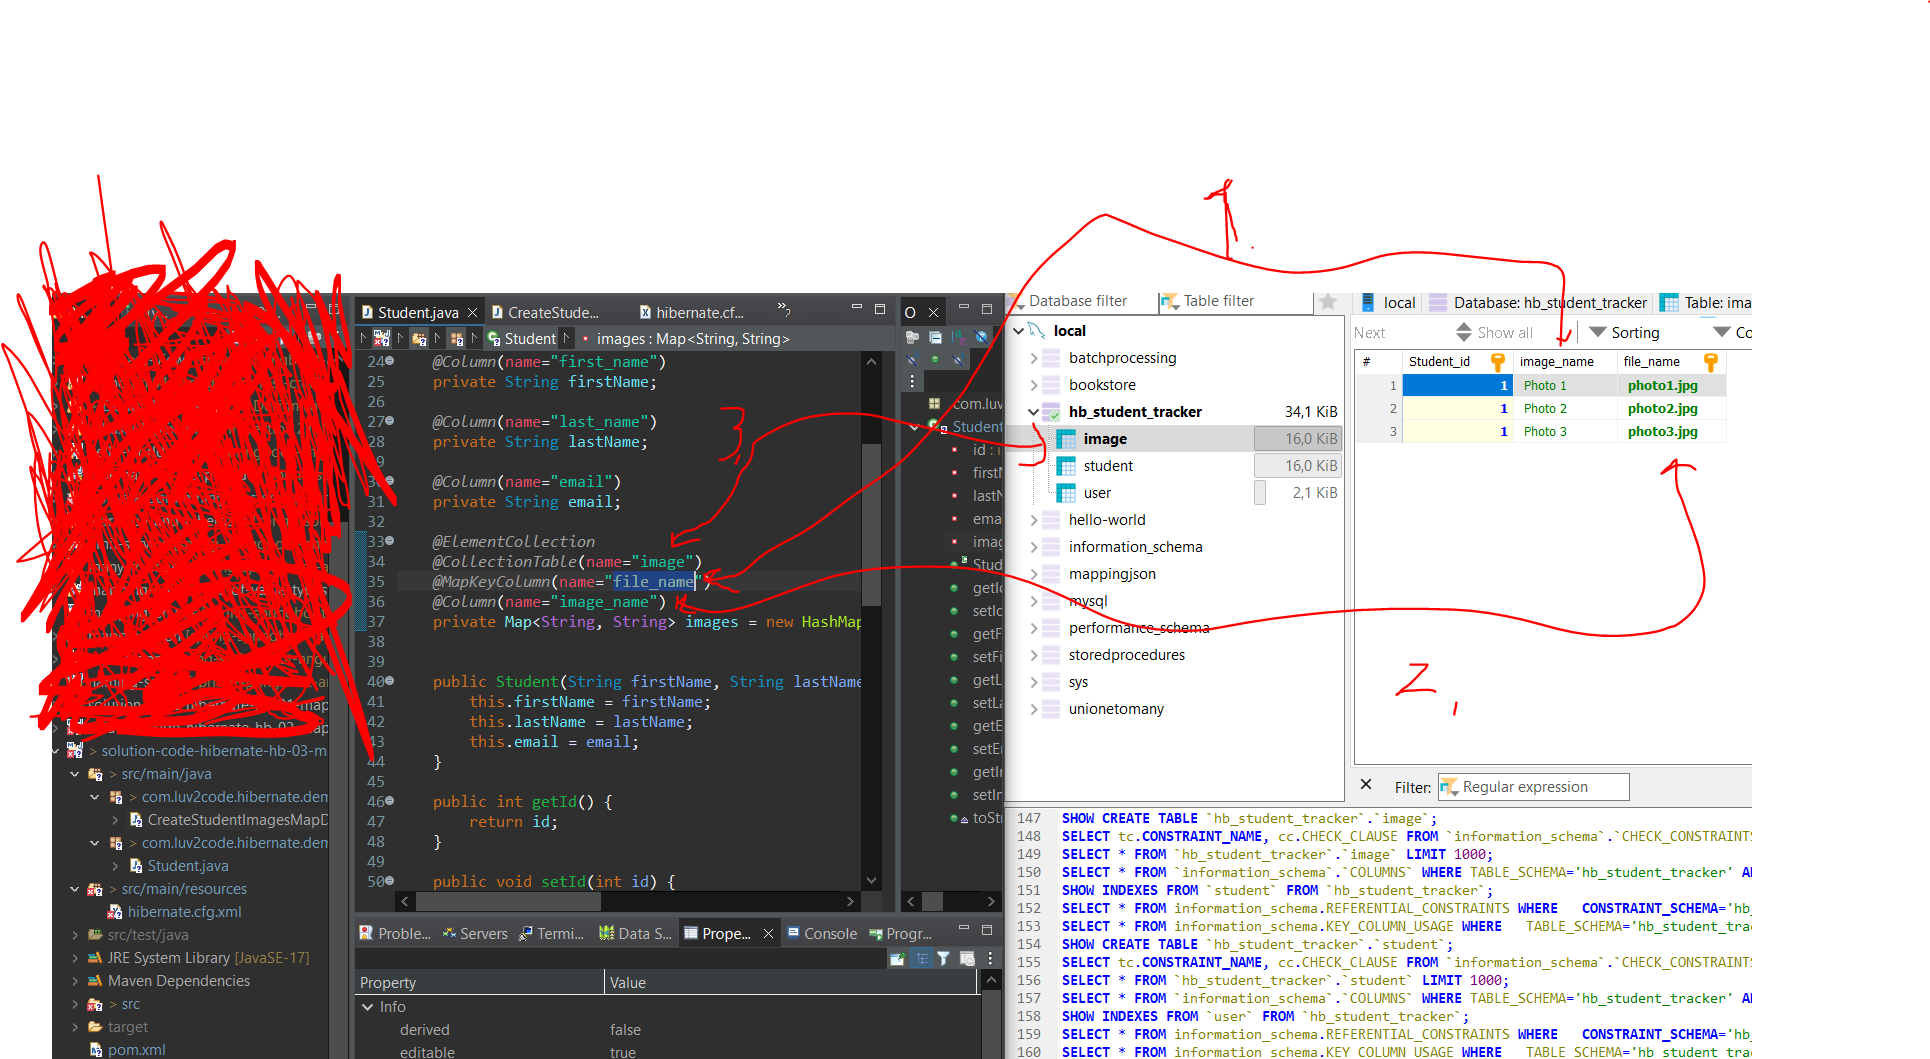 1.
Student.java
CreateStude...
hibernate.cf...
Student
images : Map<String, String>
24
@Column(name="first_name")
25
private String firstName;
26
27
@Column(name="last_name")
28
private String lastName;
@Column(name="email")
31
private String email;
32
33
@ElementCollection
34
@CollectionTable(name="image")
35
@MapKeyColumn(name="file_name")
36
@Column(name="image_name")
37
private Map<String, String> images = new HashMap
38
39
40
public Student(String firstName, String lastName
41
this.firstName = firstName;
42
this.lastName = lastName;
43
this.email = email;
44
}
45
46
public int getId() {
47
return id;
48
}
49
50
public void setId(int id) {
> solution-code-hibernate-hb-03-m
> src/main/java
> com.luv2code.hibernate.dem
CreateStudentImagesMapD
> com.luv2code.hibernate.dem
Student.java
> src/main/resources
hibernate.cfg.xml
src/test/java
JRE System Library [JavaSE-17]
Maven Dependencies
> src
target
pom.xml
O
com.luv
Student
id : i
firstN
lastN
ema
imag
Stud
getIc
setIc
getF
setFi
getL
setLa
getE
setEr
getIr
setIn
toStr
Proble...
Servers
Termi...
Data S...
Prope...
Console
Progr...
Property
Value
Info
derived
false
editable
true
Database filter
Table filter
local
batchprocessing
bookstore
hb_student_tracker
34,1 KiB
image
16,0 KiB
student
16,0 KiB
user
2,1 KiB
hello-world
information_schema
mappingjson
mysql
performance_schema
storedprocedures
sys
unionetomany
local
Database: hb_student_tracker
Table: ima
Next
Show all
Sorting
Co
# Student_id image_name file_name
1 1 Photo 1 photo1.jpg
2 1 Photo 2 photo2.jpg
3 1 Photo 3 photo3.jpg
3,
2,
Filter:
Regular expression
147 SHOW CREATE TABLE `hb_student_tracker`.`image`;
148 SELECT tc.CONSTRAINT_NAME, cc.CHECK_CLAUSE FROM `information_schema`.`CHECK_CONSTRAINTS
149 SELECT * FROM `hb_student_tracker`.`image` LIMIT 1000;
150 SELECT * FROM `information_schema`.`COLUMNS` WHERE TABLE_SCHEMA='hb_student_tracker' AN
151 SHOW INDEXES FROM `student` FROM `hb_student_tracker`;
152 SELECT * FROM information_schema.REFERENTIAL_CONSTRAINTS WHERE CONSTRAINT_SCHEMA='hb_
153 SELECT * FROM information_schema.KEY_COLUMN_USAGE WHERE TABLE_SCHEMA='hb_student_tra
154 SHOW CREATE TABLE `hb_student_tracker`.`student`;
155 SELECT tc.CONSTRAINT_NAME, cc.CHECK_CLAUSE FROM `information_schema`.`CHECK_CONSTRAINTS
156 SELECT * FROM `hb_student_tracker`.`student` LIMIT 1000;
157 SELECT * FROM `information_schema`.`COLUMNS` WHERE TABLE_SCHEMA='hb_student_tracker' AN
158 SHOW INDEXES FROM `user` FROM `hb_student_tracker`;
159 SELECT * FROM information_schema.REFERENTIAL_CONSTRAINTS WHERE CONSTRAINT_SCHEMA='hb_
160 SELECT * FROM information_schema.KEY_COLUMN_USAGE WHERE TABLE_SCHEMA='hb_student_tra